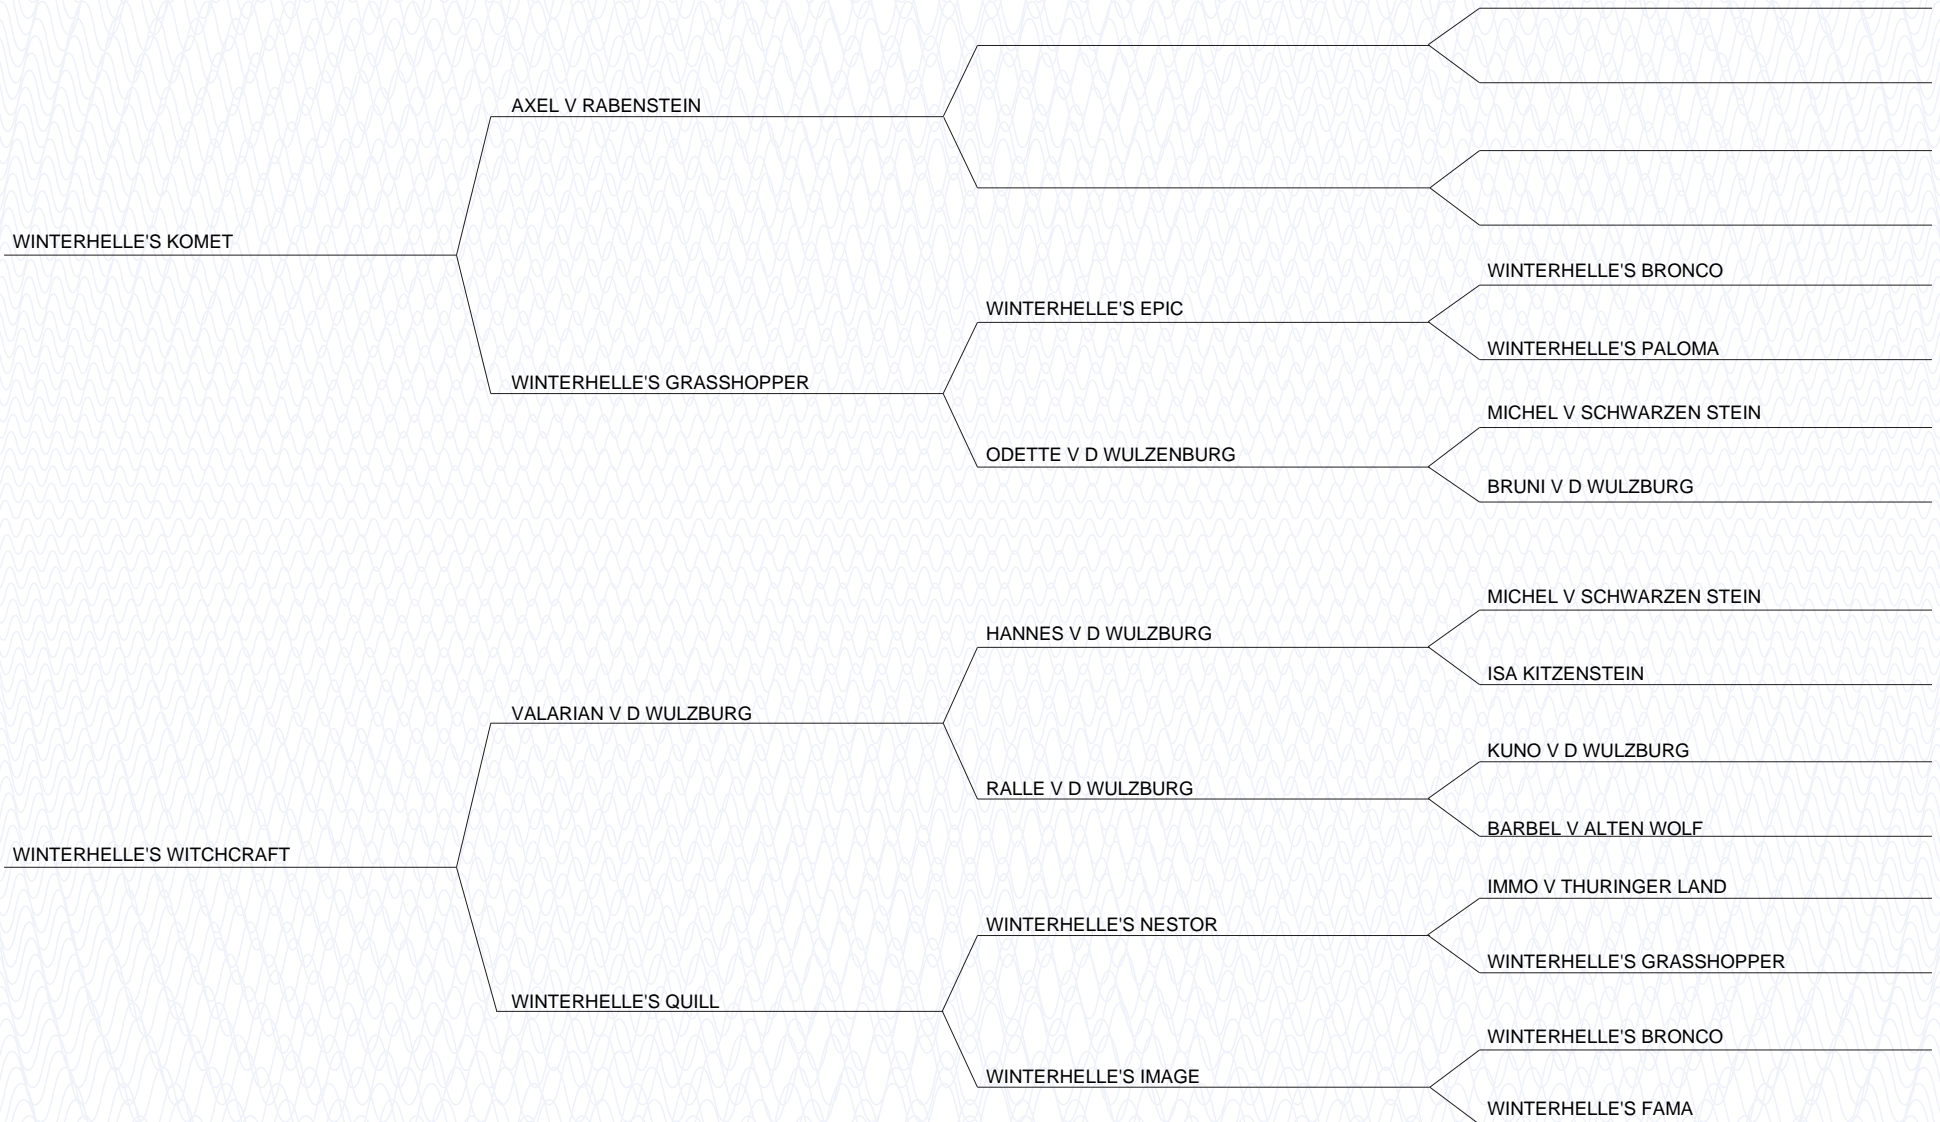 AXEL V RABENSTEIN
WINTERHELLE'S KOMET
WINTERHELLE'S BRONCO
WINTERHELLE'S EPIC
WINTERHELLE'S PALOMA
WINTERHELLE'S GRASSHOPPER
MICHEL V SCHWARZEN STEIN
ODETTE V D WULZENBURG
BRUNI V D WULZBURG
MICHEL V SCHWARZEN STEIN
HANNES V D WULZBURG
ISA KITZENSTEIN
VALARIAN V D WULZBURG
KUNO V D WULZBURG
RALLE V D WULZBURG
BARBEL V ALTEN WOLF
WINTERHELLE'S WITCHCRAFT
IMMO V THURINGER LAND
WINTERHELLE'S NESTOR
WINTERHELLE'S GRASSHOPPER
WINTERHELLE'S QUILL
WINTERHELLE'S BRONCO
WINTERHELLE'S IMAGE
WINTERHELLE'S FAMA